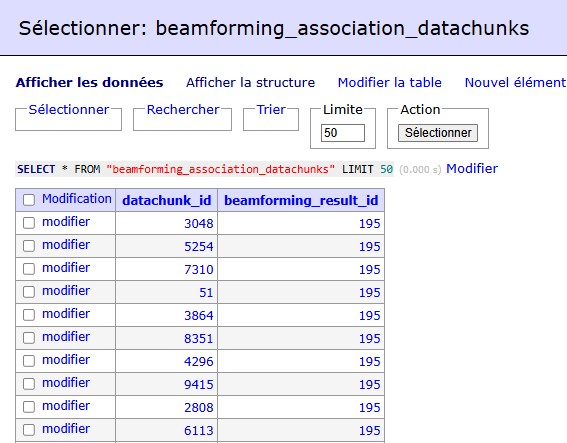 Sélectionner: beamforming_association_datachunks
Afficher les données Afficher la structure Modifier la table Nouvel élément
Sélectionner Rechercher Trier Limite Action
50 Sélectionner
SELECT * FROM "beamforming_association_datachunks" LIMIT 50 (0.000 s) Modifier
Modification datachunk_id beamforming_result_id
modifier 3048 195
modifier 5254 195
modifier 7310 195
modifier 51 195
modifier 3864 195
modifier 8351 195
modifier 4296 195
modifier 9415 195
modifier 2808 195
modifier 6113 195